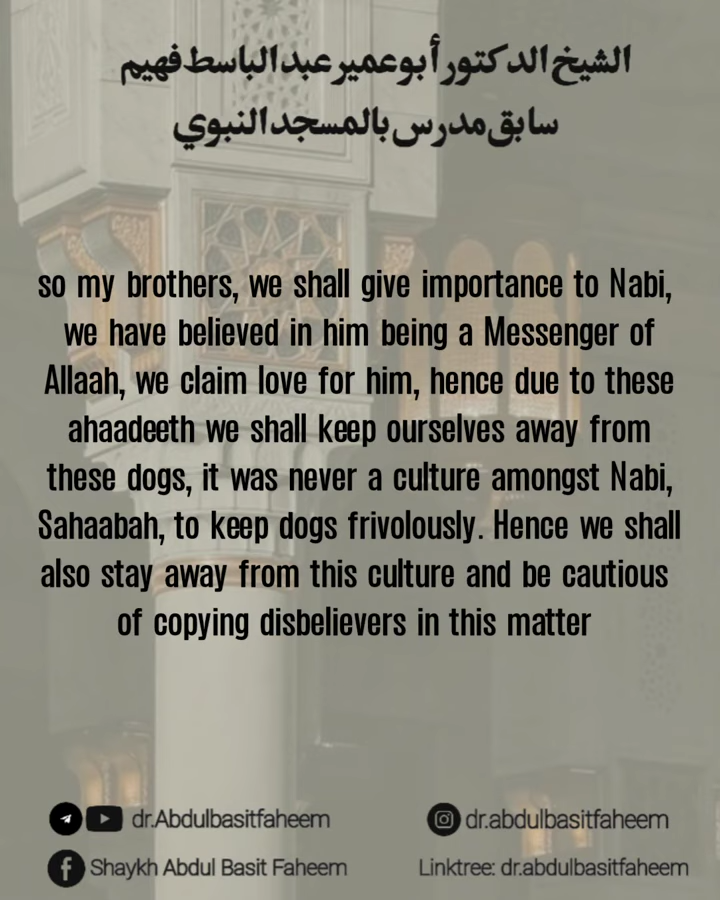 الشيخ الدكتور أبو عمير عبد الباسط فهيم
سابق مدرس بالمسجد النبوي
so my brothers, we shall give importance to Nabi,
we have believed in him being a Messenger of
Allaah, we claim love for him, hence due to these
ahaadeeth we shall keep ourselves away from
these dogs, it was never a culture amongst Nabi,
Sahaabah, to keep dogs frivolously. Hence we shall
also stay away from this culture and be cautious
of copying disbelievers in this matter
dr.Abdulbasitfaheem
dr.abdulbasitfaheem
Shaykh Abdul Basit Faheem
Linktree: dr.abdulbasitfaheem